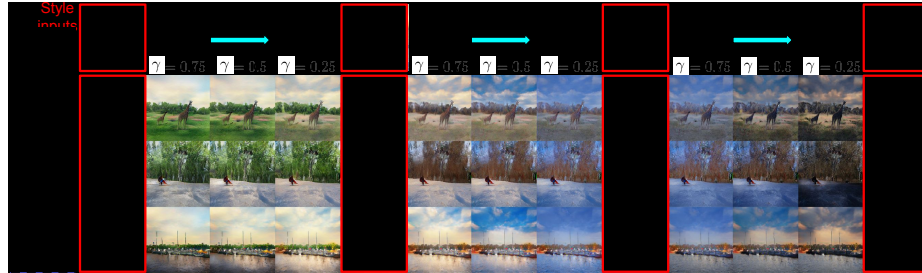 Style
inputs
γ = 0.75 γ = 0.5 γ = 0.25 γ = 0.75 γ = 0.5 γ = 0.25 γ = 0.75 γ = 0.5 γ = 0.25